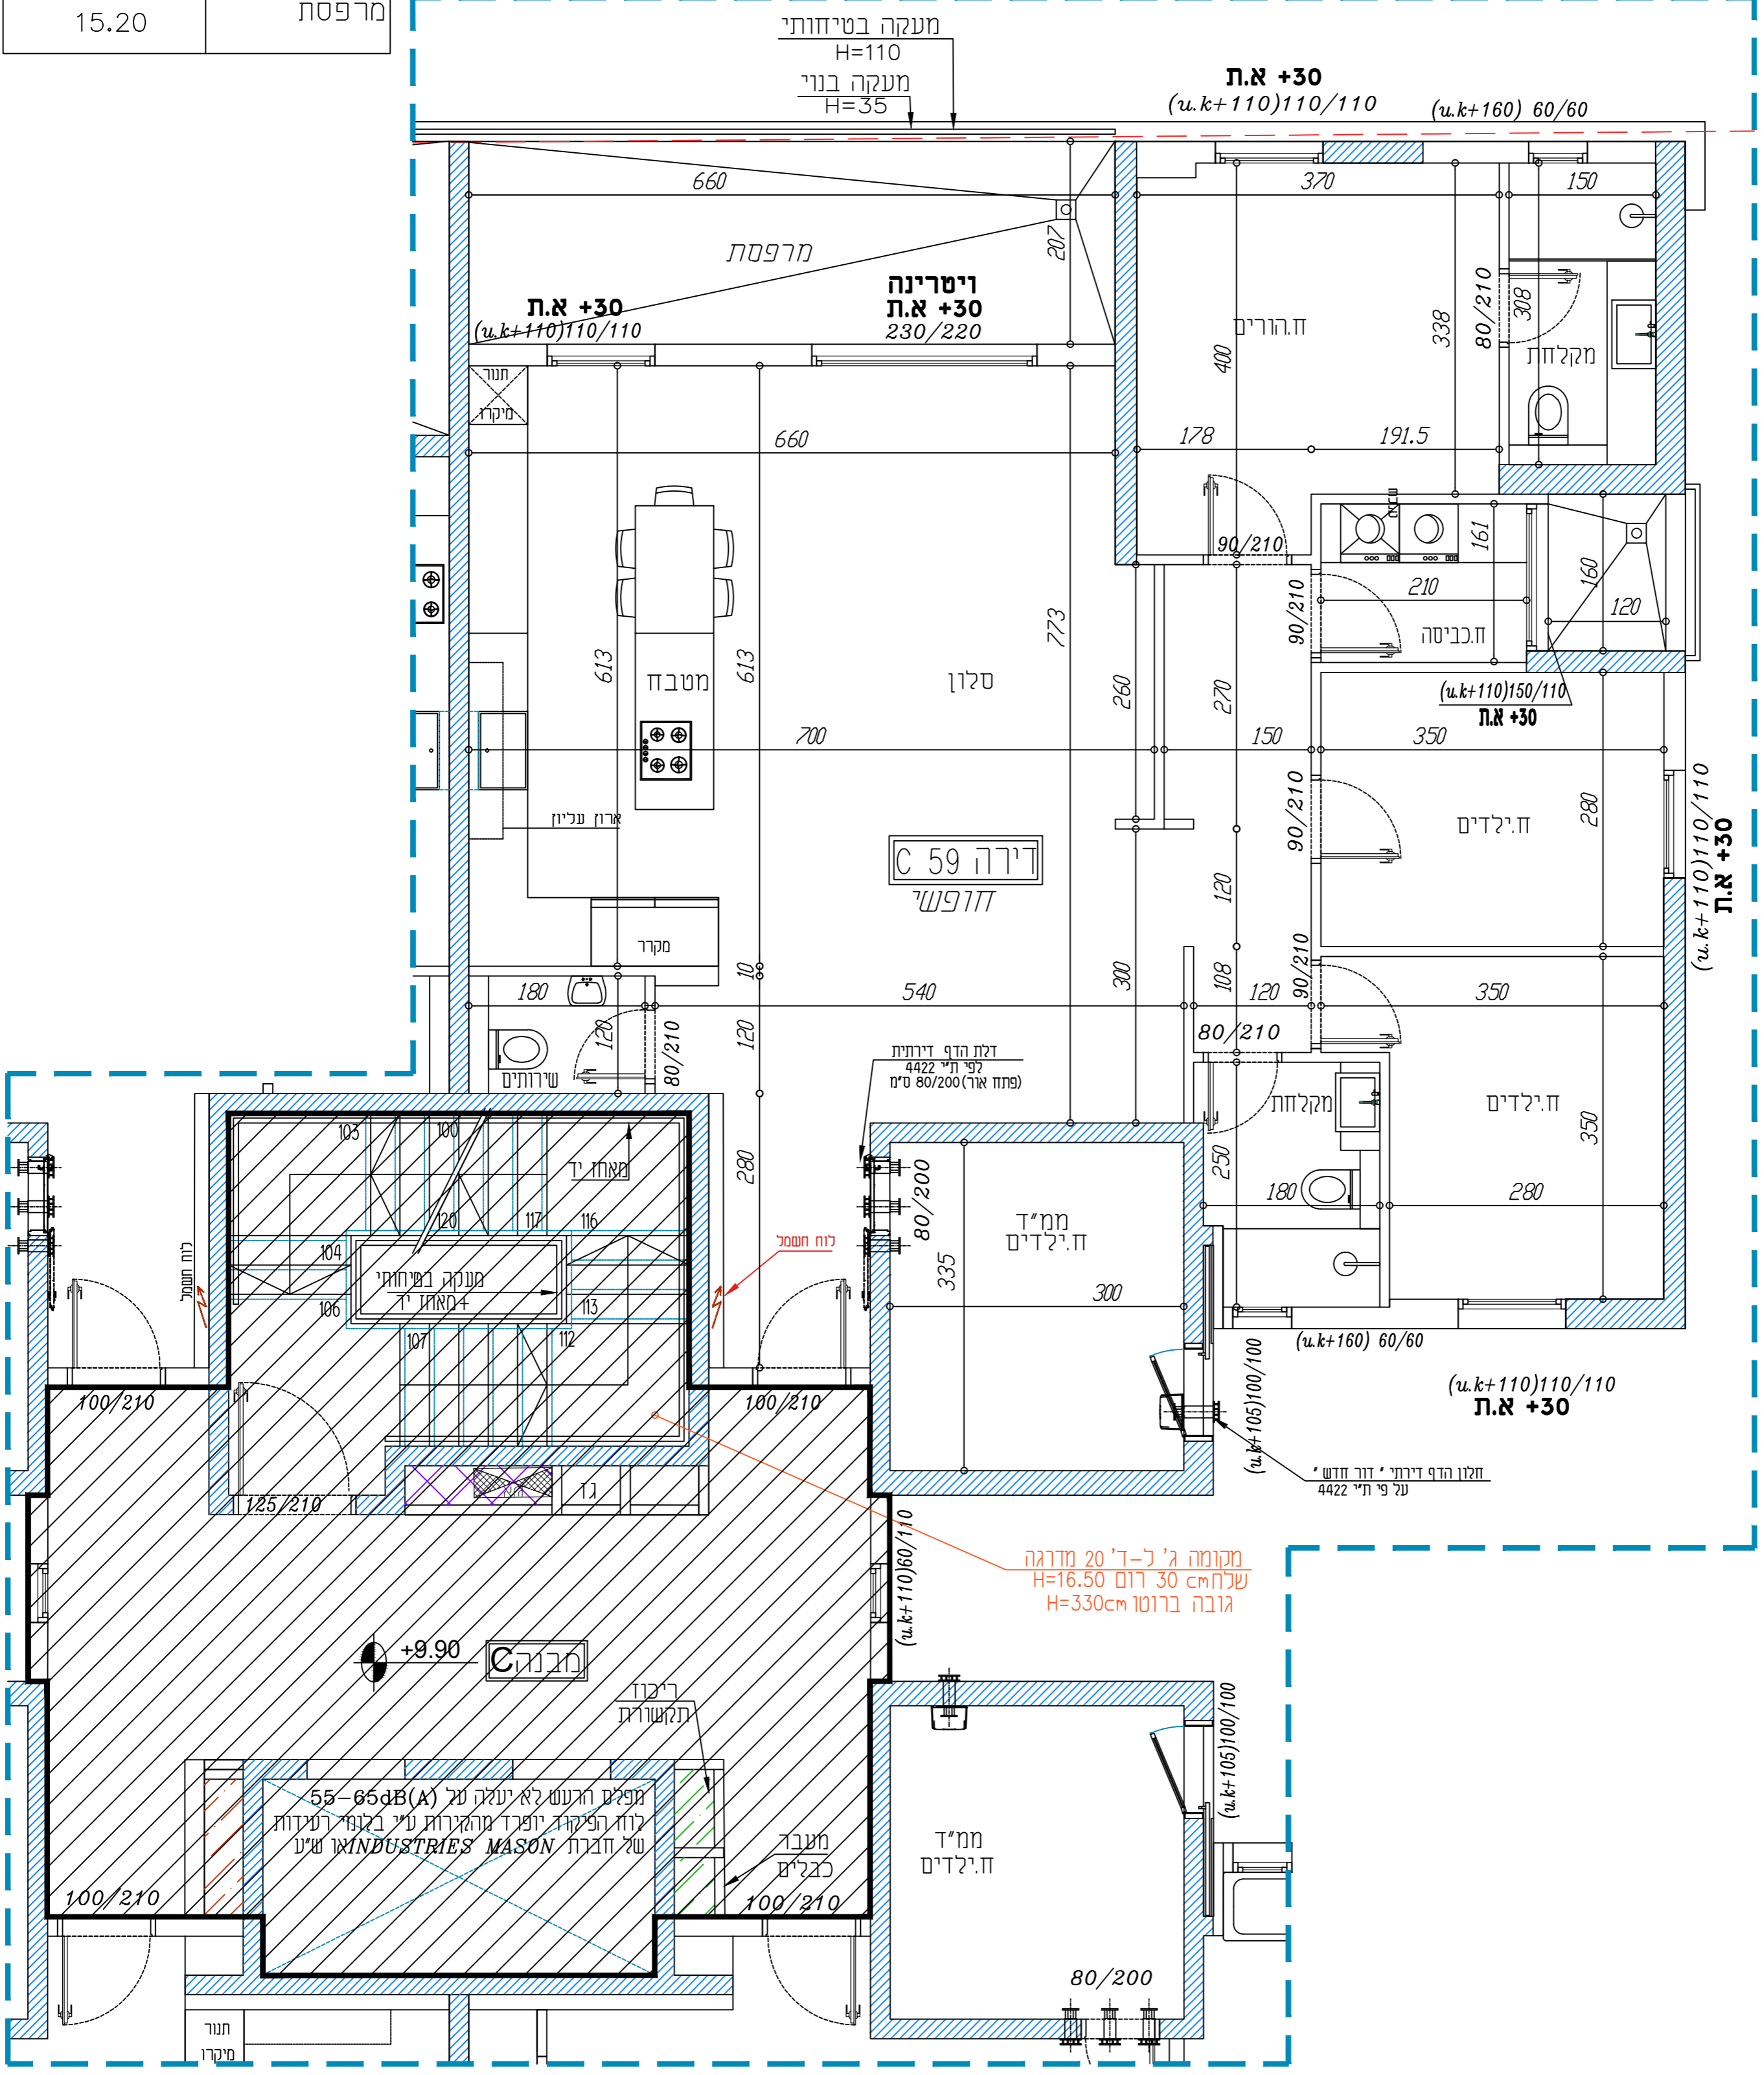 מרפסת
15.20
מעקה בטיחותי
H=110
מעקה בנוי
H=35
א.ת +30
(u.k+110)110/110
(u.k+160) 60/60
660
370
150
207
מרפסת
ויטרינה
א.ת +30
230/220
א.ת +30
(u.k+110)110/110
80/210
308
338
400
ח.הורים
מקלחת
תנור
מיקרו
660
178
191.5
90/210
161
160
210
120
90/210
ח.כביסה
773
613
613
מטבח
סלון
260
270
(u.k+110)150/110
א.ת +30
700
150
350
90/210
280
ח.ילדים
(u.k+110)110/110
א.ת +30
ארון עליון
דירה 59 C
חופשי
120
מקרר
10
300
108
90/210
180
540
120
350
120
120
80/210
80/210
שירותים
דלת הדף דירתית
לפי ת״י 4422
(פתח אור) 80/200 ס״מ
מקלחת
ח.ילדים
350
250
180
280
103
100
מאחז יד
280
80/200
ממ״ד
ח.ילדים
335
300
120
117
116
104
לוח חשמל
לוח חשמל
מעקה בטיחותי
+מאחז יד
106
113
107
112
(u.k+160) 60/60
(u.k+105)100/100
(u.k+110)110/110
א.ת +30
100/210
100/210
חלון הדף דירתי ״ דור חדש ״
על פי ת״י 4422
גז
125/210
(u.k+110)60/110
מקומה ג' ל-ד' 20 מדרגה
שלח 30 cm רום H=16.50
גובה ברוטו H=330cm
+9.90
מבנה C
ריכוז
תקשורת
(u.k+105)100/100
מפלס הרעש לא יעלה על 55-65dB(A)
לוח הפיקוד יופרד מהקירות ע״י בלומי רעידות
של חברת INDUSTRIES MASON או ש״ע
מעבר
כבלים
ממ״ד
ח.ילדים
100/210
100/210
80/200
תנור
מיקרו